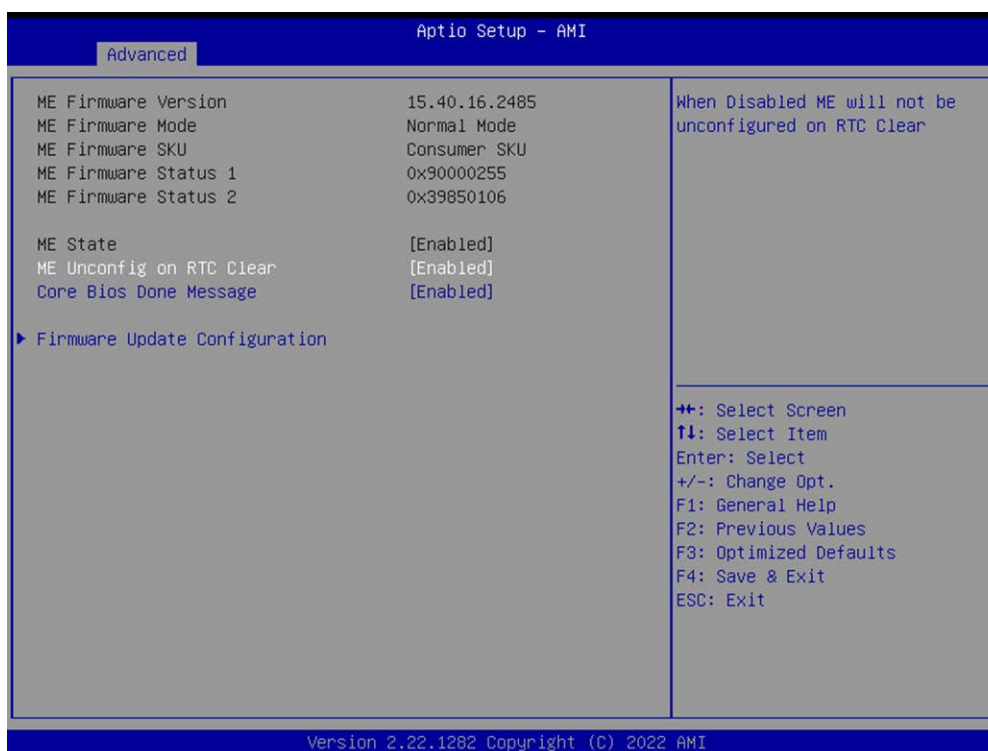 Aptio Setup – AMI
Advanced
ME Firmware Version 15.40.16.2485
ME Firmware Mode Normal Mode
ME Firmware SKU Consumer SKU
ME Firmware Status 1 0x90000255
ME Firmware Status 2 0x39850106
ME State [Enabled]
ME Unconfig on RTC Clear [Enabled]
Core Bios Done Message [Enabled]
Firmware Update Configuration
When Disabled ME will not be
unconfigured on RTC Clear
→←: Select Screen
↑↓: Select Item
Enter: Select
+/-: Change Opt.
F1: General Help
F2: Previous Values
F3: Optimized Defaults
F4: Save & Exit
ESC: Exit
Version 2.22.1282 Copyright (C) 2022 AMI